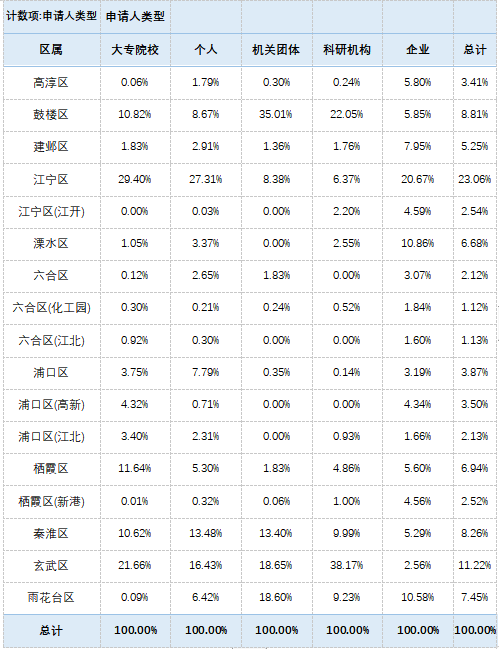 计数项:申请人类型 申请人类型
区属 大专院校 个人 机关团体 科研机构 企业 总计
高淳区 0.06% 1.79% 0.30% 0.24% 5.80% 3.41%
鼓楼区 10.82% 8.67% 35.01% 22.05% 5.85% 8.81%
建邺区 1.83% 2.91% 1.36% 1.76% 7.95% 5.25%
江宁区 29.40% 27.31% 8.38% 6.37% 20.67% 23.06%
江宁区(江开) 0.00% 0.03% 0.00% 2.20% 4.59% 2.54%
溧水区 1.05% 3.37% 0.00% 2.55% 10.86% 6.68%
六合区 0.12% 2.65% 1.83% 0.00% 3.07% 2.12%
六合区(化工园) 0.30% 0.21% 0.24% 0.52% 1.84% 1.12%
六合区(江北) 0.92% 0.30% 0.00% 0.00% 1.60% 1.13%
浦口区 3.75% 7.79% 0.35% 0.14% 3.19% 3.87%
浦口区(高新) 4.32% 0.71% 0.00% 0.00% 4.34% 3.50%
浦口区(江北) 3.40% 2.31% 0.00% 0.93% 1.66% 2.13%
栖霞区 11.64% 5.30% 1.83% 4.86% 5.60% 6.94%
栖霞区(新港) 0.01% 0.32% 0.06% 1.00% 4.56% 2.52%
秦淮区 10.62% 13.48% 13.40% 9.99% 5.29% 8.26%
玄武区 21.66% 16.43% 18.65% 38.17% 2.56% 11.22%
雨花台区 0.09% 6.42% 18.60% 9.23% 10.58% 7.45%
总计 100.00% 100.00% 100.00% 100.00% 100.00% 100.00%